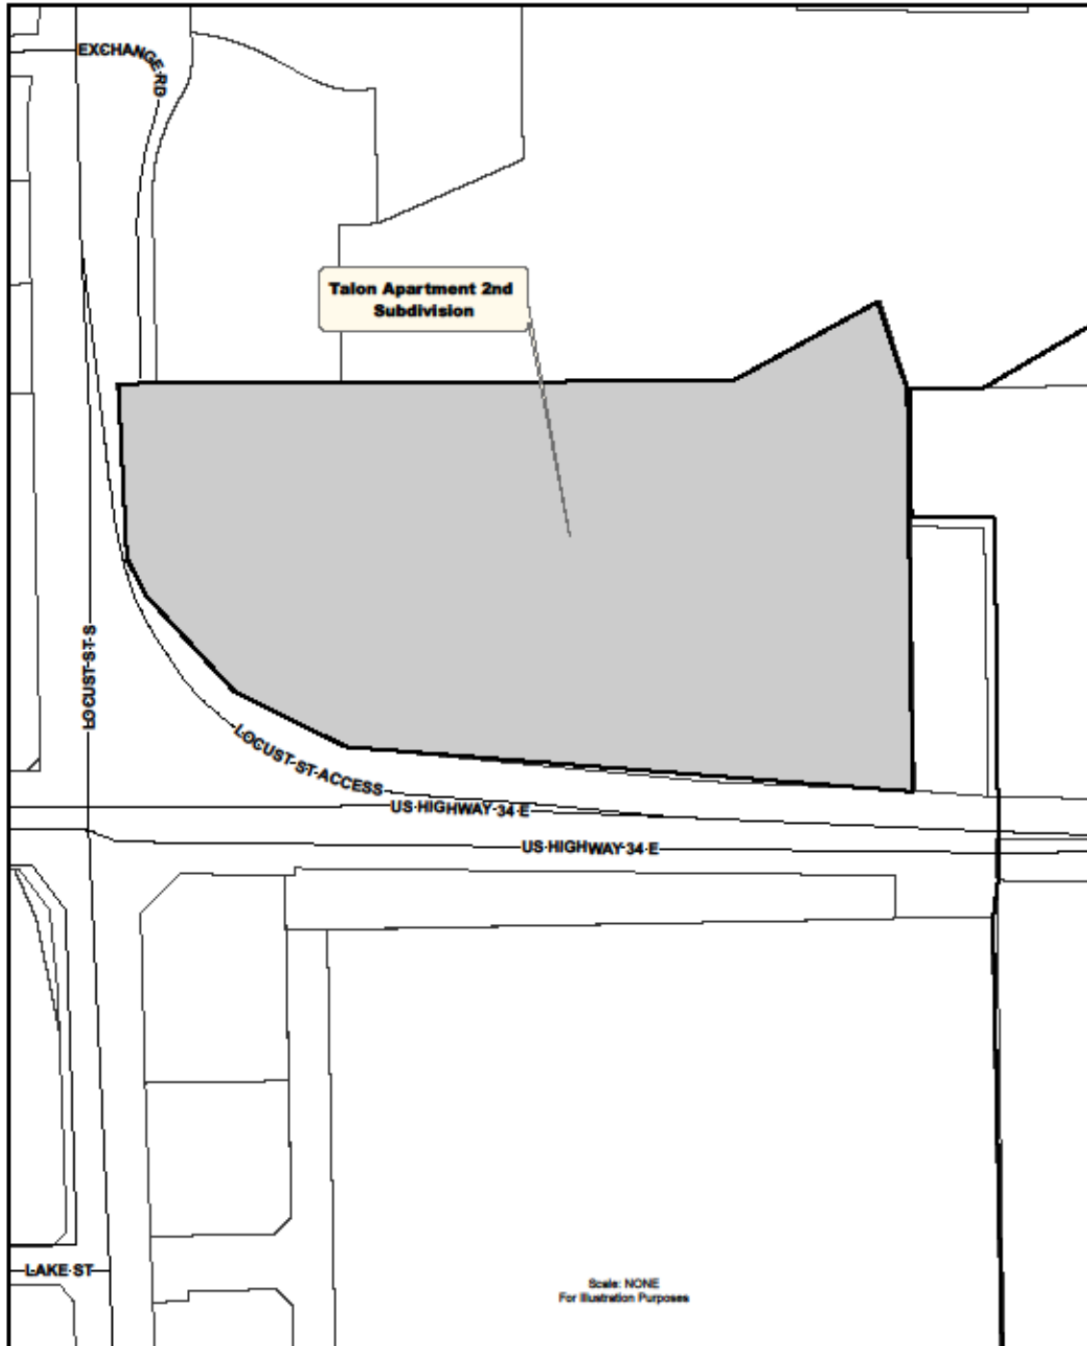 EXCHANGE RD
Talon Apartment 2nd
Subdivision
LOCUST ST S
LOCUST ST ACCESS
US HIGHWAY 34 E
US HIGHWAY 34 E
LAKE ST
Scale: NONE
For Illustration Purposes